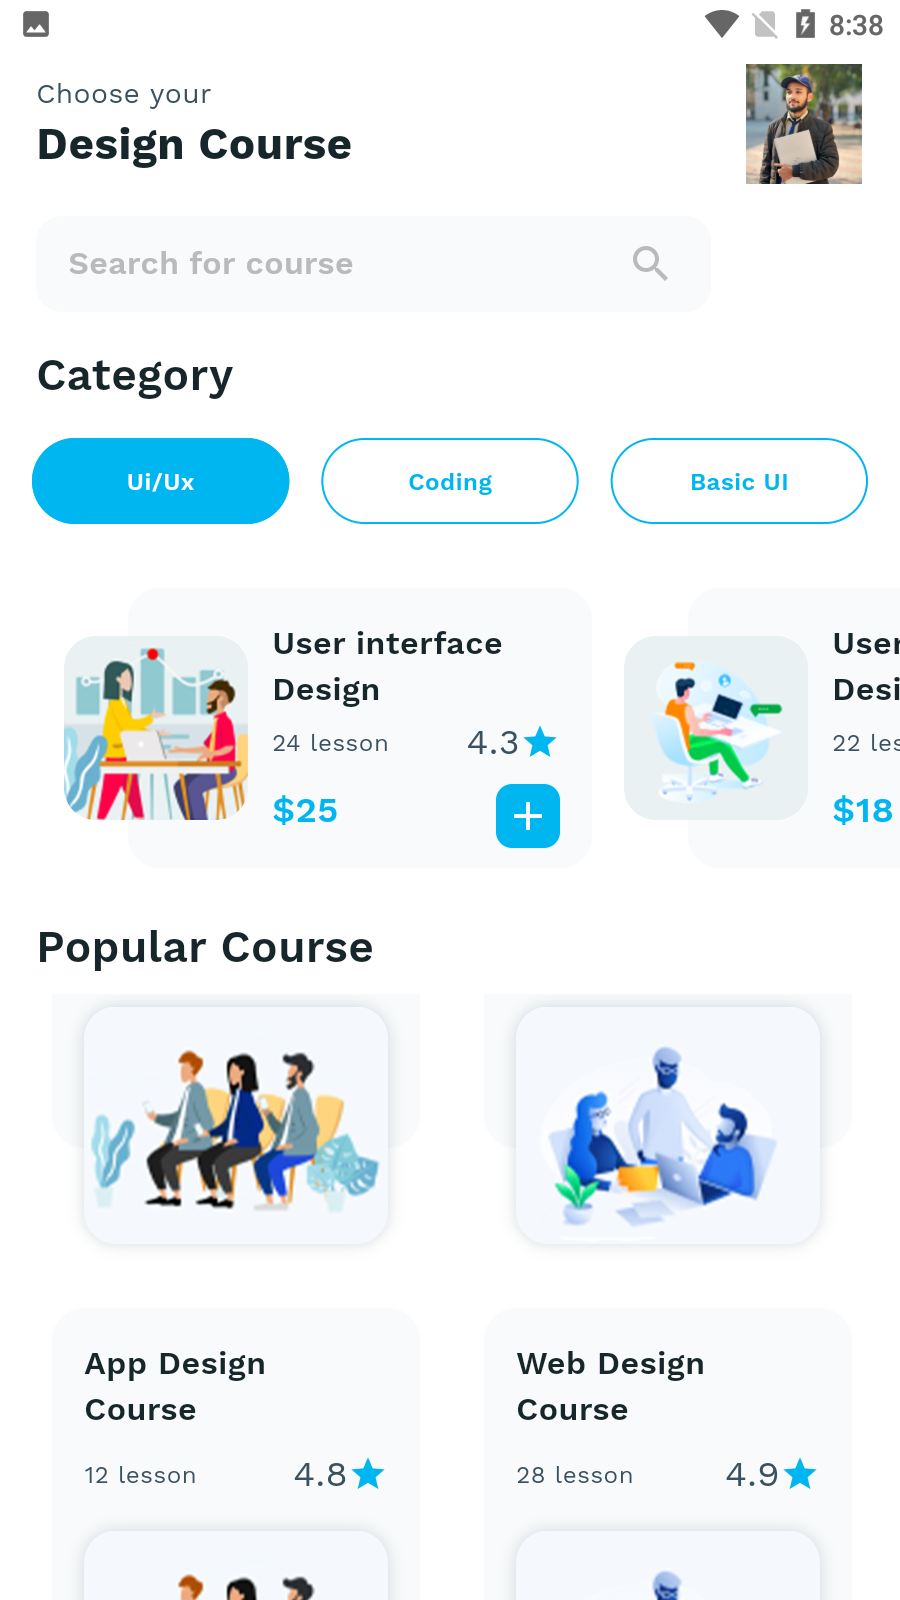 8:38
Choose your
Design Course
Search for course
Category
Ui/Ux
Coding
Basic UI
User interface
Design
24 lesson
4.3
$25
User
Desi
22 les
$18
Popular Course
App Design
Course
12 lesson
4.8
Web Design
Course
28 lesson
4.9